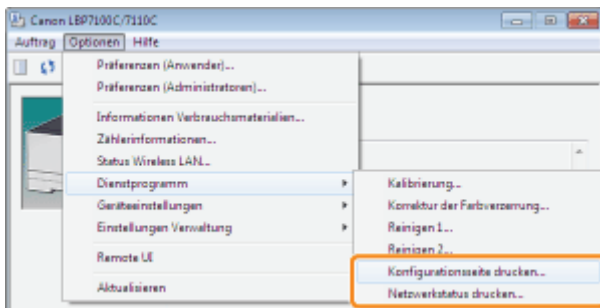 Canon LBP7100C/7110C
Auftrag Optionen Hilfe
Präferenzen (Anwender)...
Präferenzen (Administratoren)...
Informationen Verbrauchsmaterialien...
Zählerinformationen...
Status Wireless LAN...
Dienstprogramm
Geräteeinstellungen
Einstellungen Verwaltung
Remote UI
Aktualisieren
Kalibrierung...
Korrektur der Farbverzerrung...
Reinigen 1...
Reinigen 2...
Konfigurationsseite drucken...
Netzwerkstatus drucken...